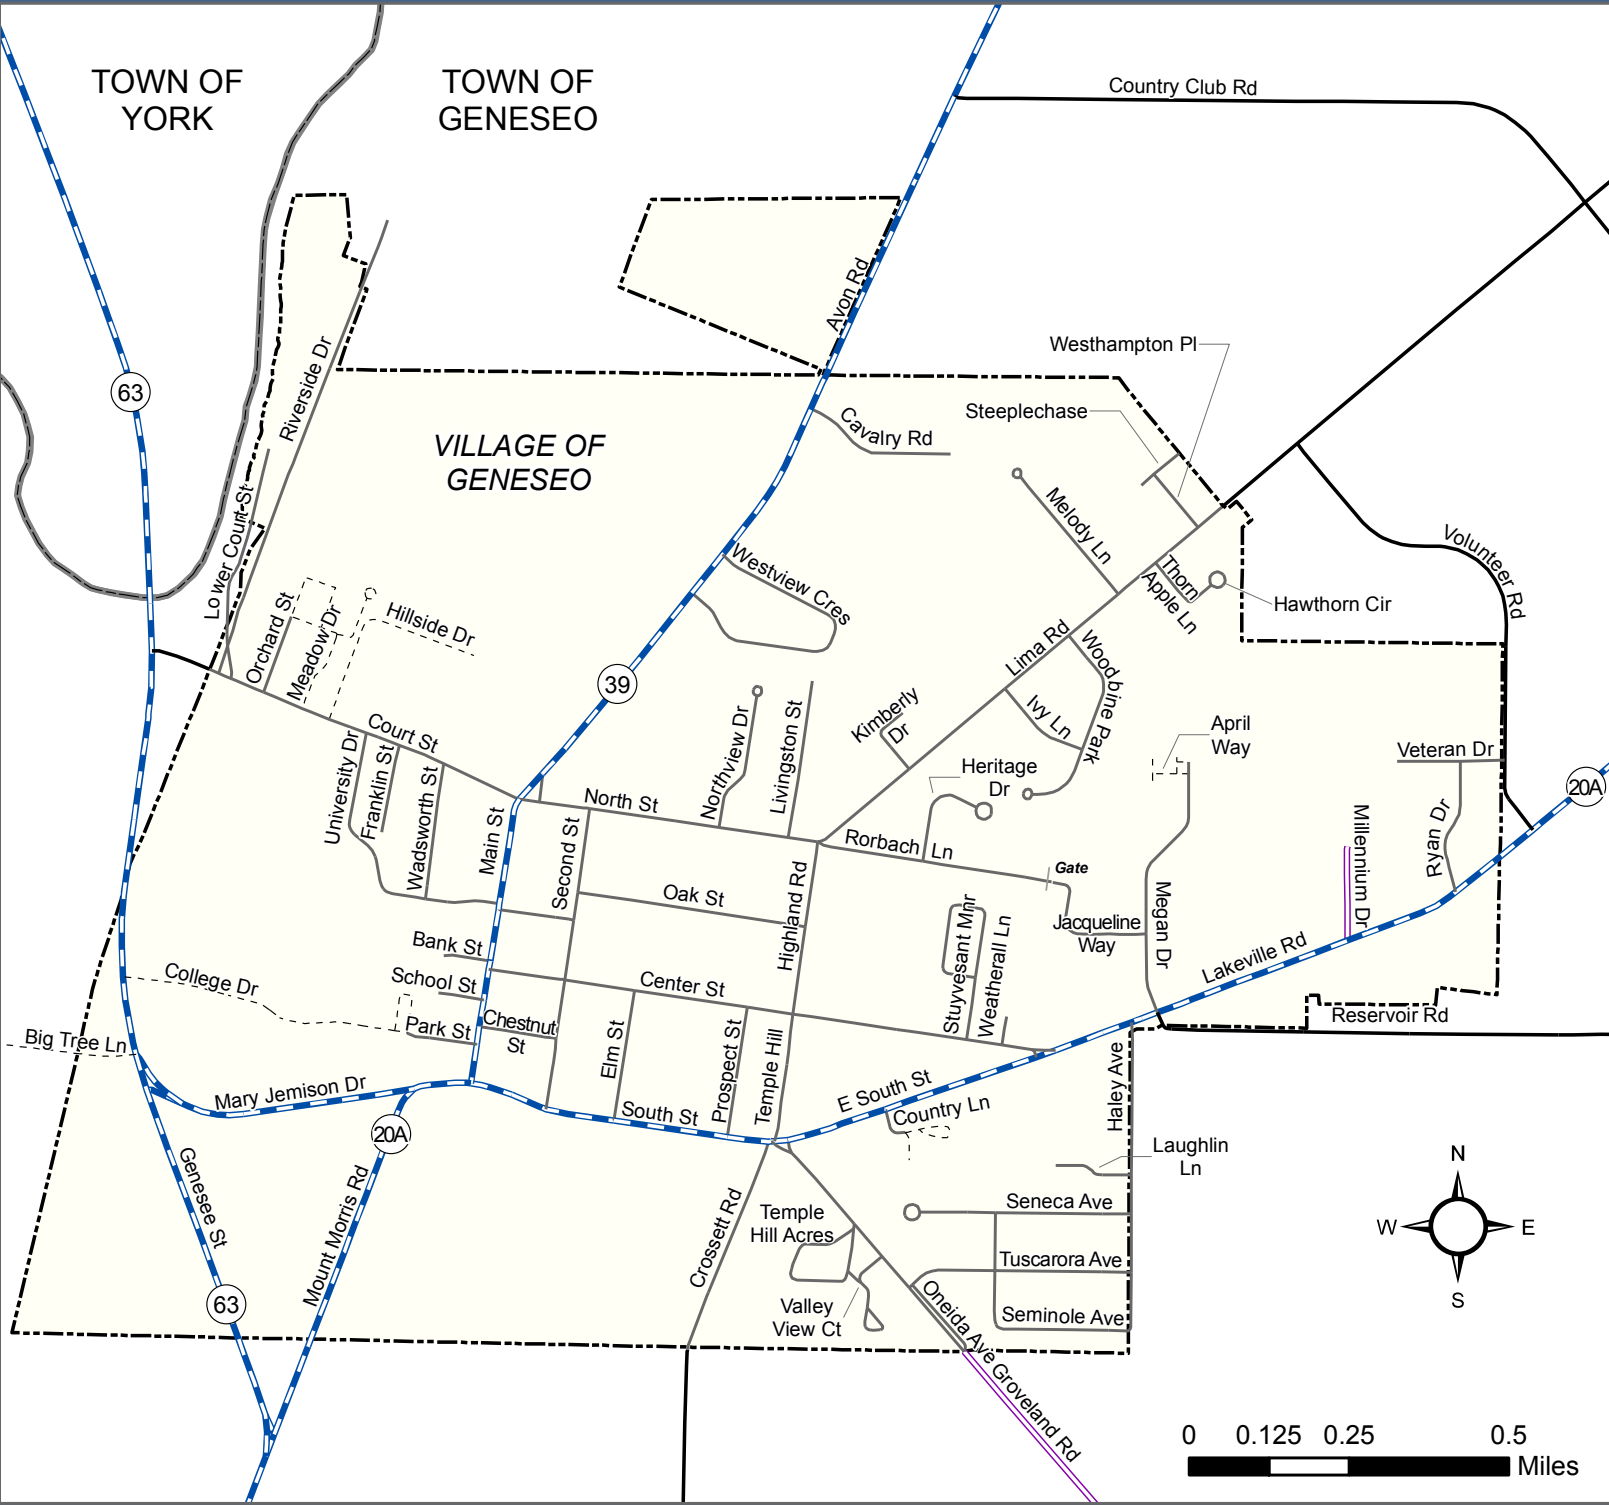 TOWN OF
YORK
TOWN OF
GENESEO
Country Club Rd
Avon Rd
Westhampton Pl
Steeplechase
63
Riverside Dr
VILLAGE OF
GENESEO
Cavalry Rd
Melody Ln
Lower Court St
Volunteer Rd
Thorn
Apple Ln
Hawthorn Cir
Westview Cres
Orchard St
Meadow Dr
Hillside Dr
Lima Rd
Woodbine Park
39
Ivy Ln
Kimberly
Dr
April
Way
Court St
Northview Dr
Livingston St
Veteran Dr
Heritage
Dr
20A
University Dr
Franklin St
Wadsworth St
Main St
North St
Second St
Rorbach Ln
Millennium Dr
Ryan Dr
Gate
Oak St
Highland Rd
Stuyvesant Mnr
Weatherall Ln
Jacqueline
Way
Megan Dr
Bank St
Lakeville Rd
College Dr
School St
Center St
Park St
Chestnut
St
Reservoir Rd
Big Tree Ln
Elm St
Prospect St
Temple Hill
Haley Ave
Mary Jemison Dr
E South St
South St
Country Ln
20A
Laughlin
Ln
Genesee St
Mount Morris Rd
Crossett Rd
Temple
Hill Acres
Seneca Ave
Tuscarora Ave
63
Valley
View Ct
Oneida Ave
Seminole Ave
Groveland Rd
N
W
E
S
0
0.125
0.25
0.5
Miles